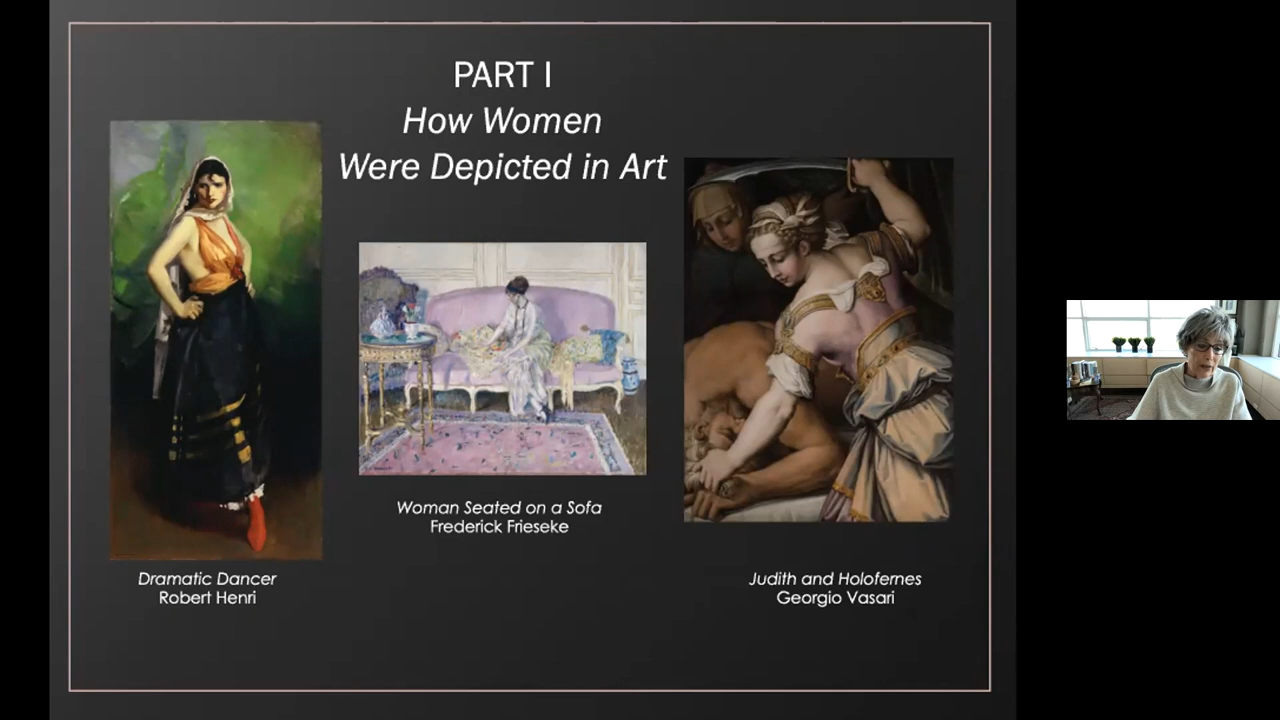 PART I
How Women
Were Depicted in Art
Woman Seated on a Sofa
Frederick Frieseke
Dramatic Dancer
Robert Henri
Judith and Holofernes
Georgio Vasari